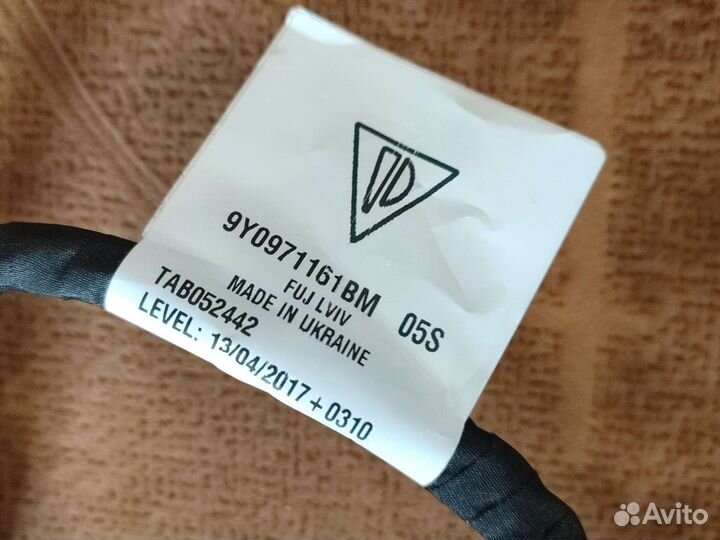 9Y0971161BM 05S
FUJ LVIV
MADE IN UKRAINE
TAB052442
LEVEL: 13/04/2017+0310
Avito